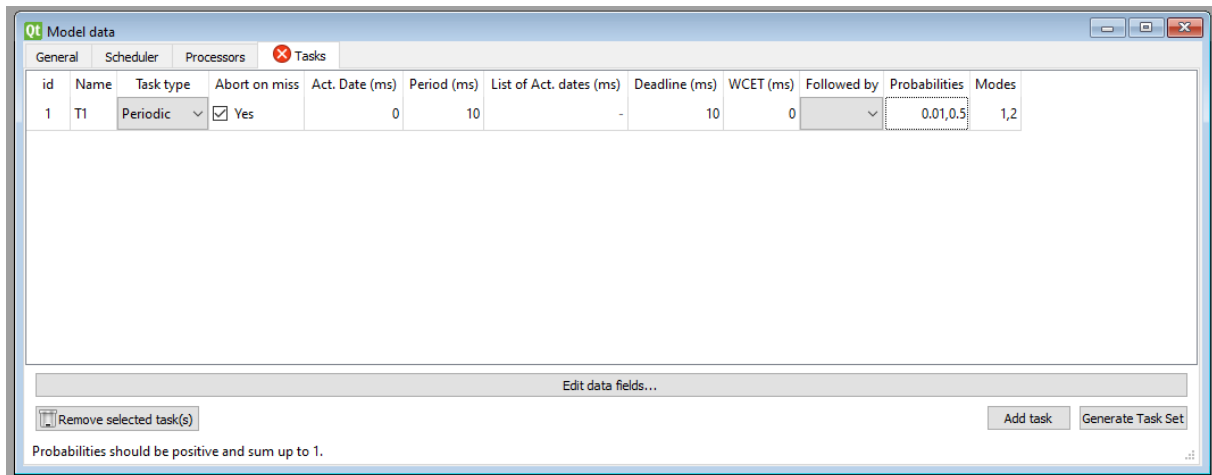 Qt Model data
General Scheduler Processors Tasks
id Name Task type Abort on miss Act. Date (ms) Period (ms) List of Act. dates (ms) Deadline (ms) WCET (ms) Followed by Probabilities Modes
1 T1 Periodic Yes 0 10 - 10 0 0.01,0.5 1,2
Edit data fields...
Remove selected task(s) Add task Generate Task Set
Probabilities should be positive and sum up to 1.